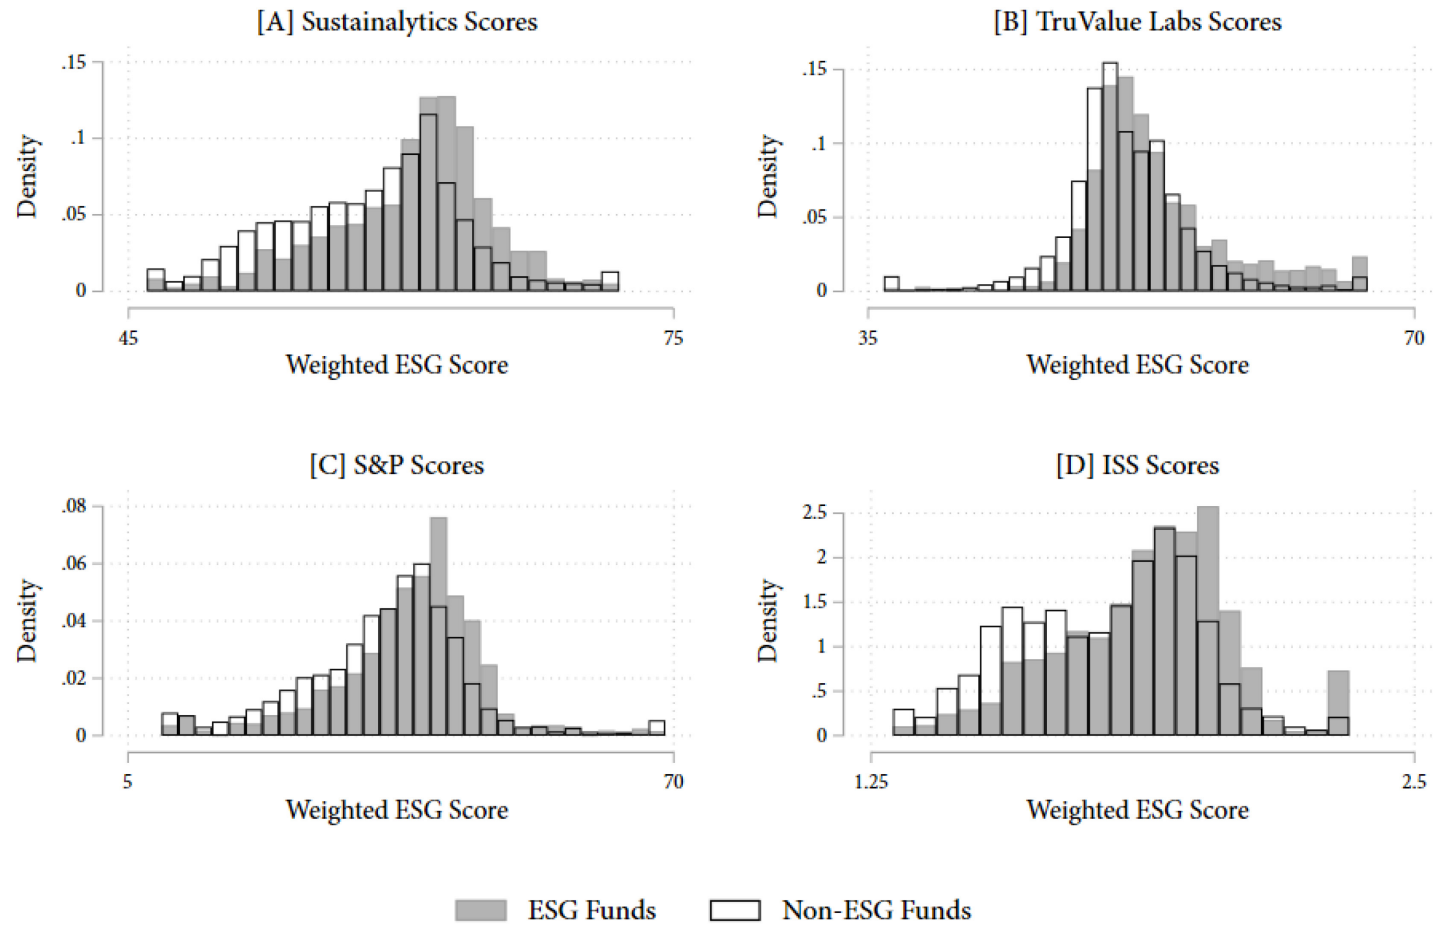 [A] Sustainalytics Scores
.15
.1
.05
0
Density
45
75
Weighted ESG Score
[B] TruValue Labs Scores
.15
.1
.05
0
Density
35
70
Weighted ESG Score
[C] S&P Scores
.08
.06
.04
.02
0
Density
5
70
Weighted ESG Score
[D] ISS Scores
2.5
2
1.5
1
.5
0
Density
1.25
2.5
Weighted ESG Score
ESG Funds
Non-ESG Funds